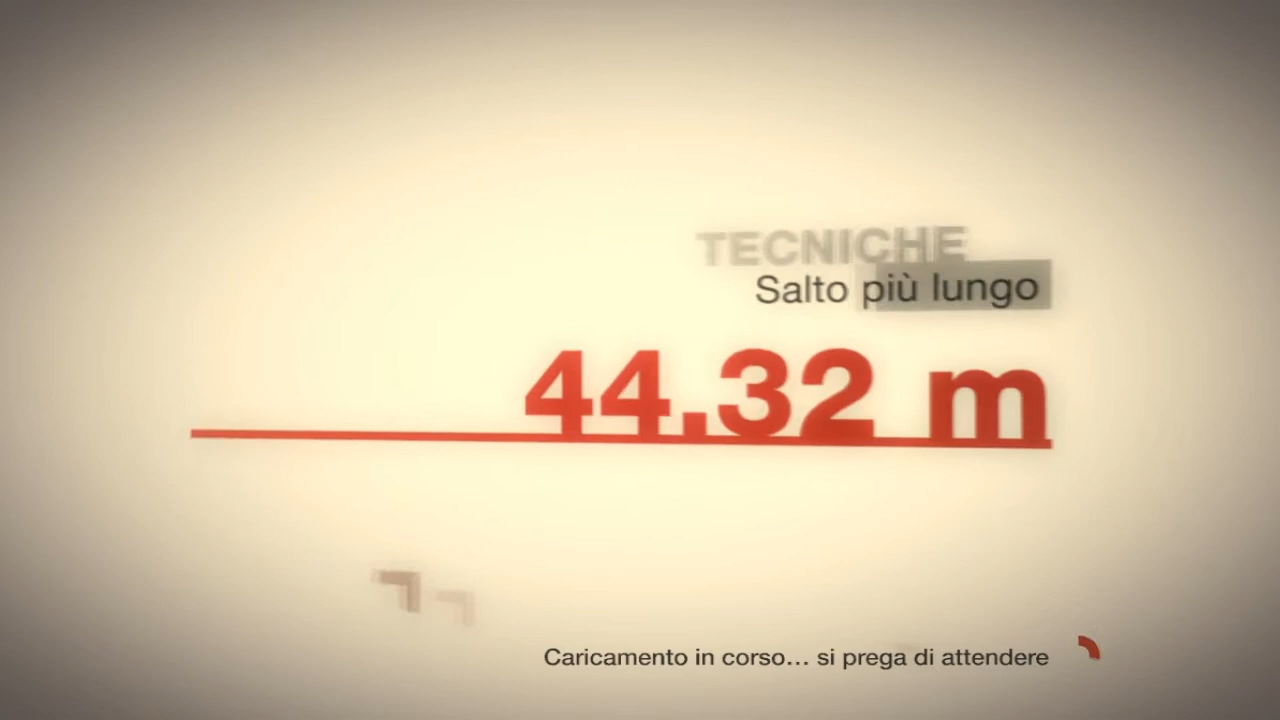 TECNICHE
Salto più lungo
44.32 m
Caricamento in corso... si prega di attendere